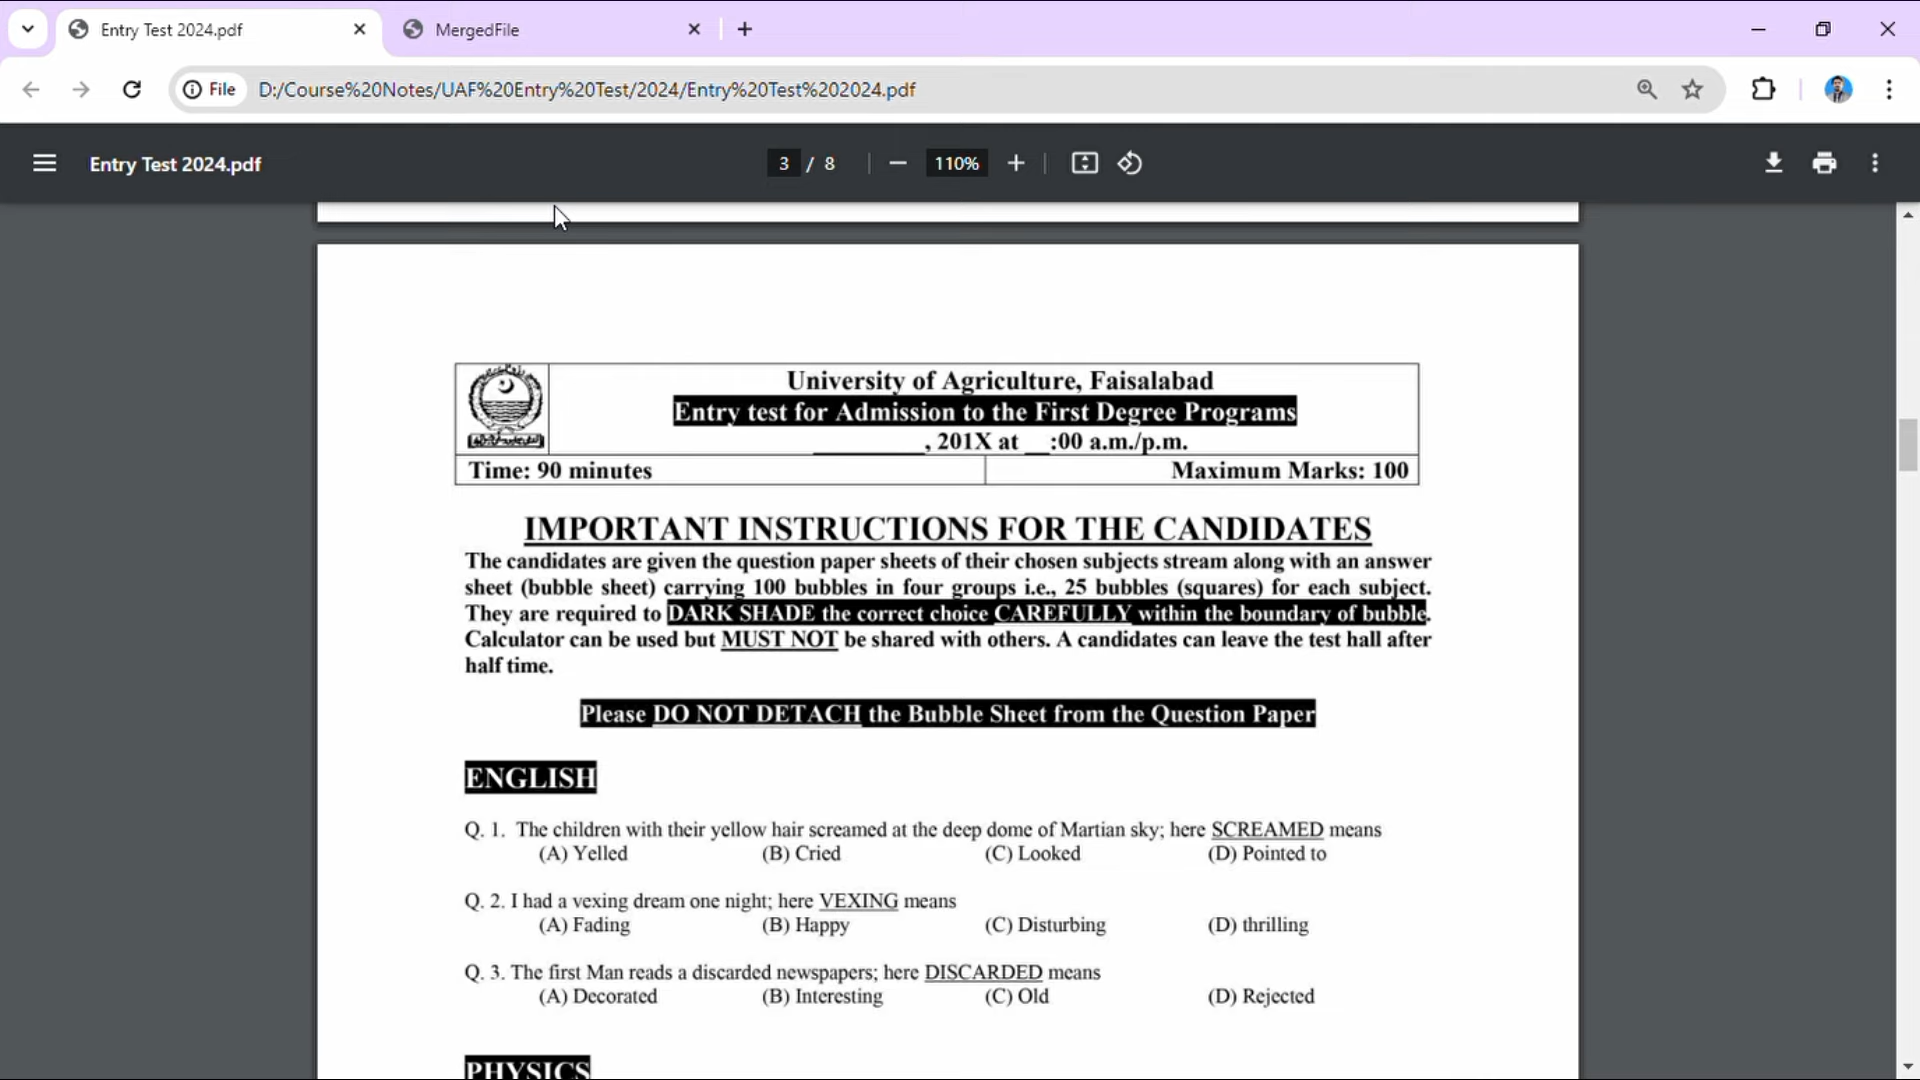 Entry Test 2024.pdf
MergedFile
File
D:/Course%20Notes/UAF%20Entry%20Test/2024/Entry%20Test%202024.pdf
Entry Test 2024.pdf
3 / 8
110%
University of Agriculture, Faisalabad
Entry test for Admission to the First Degree Programs
__________, 201X at __:00 a.m./p.m.
Time: 90 minutes
Maximum Marks: 100
IMPORTANT INSTRUCTIONS FOR THE CANDIDATES
The candidates are given the question paper sheets of their chosen subjects stream along with an answer
sheet (bubble sheet) carrying 100 bubbles in four groups i.e., 25 bubbles (squares) for each subject.
They are required to DARK SHADE the correct choice CAREFULLY within the boundary of bubble.
Calculator can be used but MUST NOT be shared with others. A candidates can leave the test hall after
half time.
Please DO NOT DETACH the Bubble Sheet from the Question Paper
ENGLISH
Q. 1. The children with their yellow hair screamed at the deep dome of Martian sky; here SCREAMED means
(A) Yelled (B) Cried (C) Looked (D) Pointed to
Q. 2. I had a vexing dream one night; here VEXING means
(A) Fading (B) Happy (C) Disturbing (D) thrilling
Q. 3. The first Man reads a discarded newspapers; here DISCARDED means
(A) Decorated (B) Interesting (C) Old (D) Rejected
PHYSICS